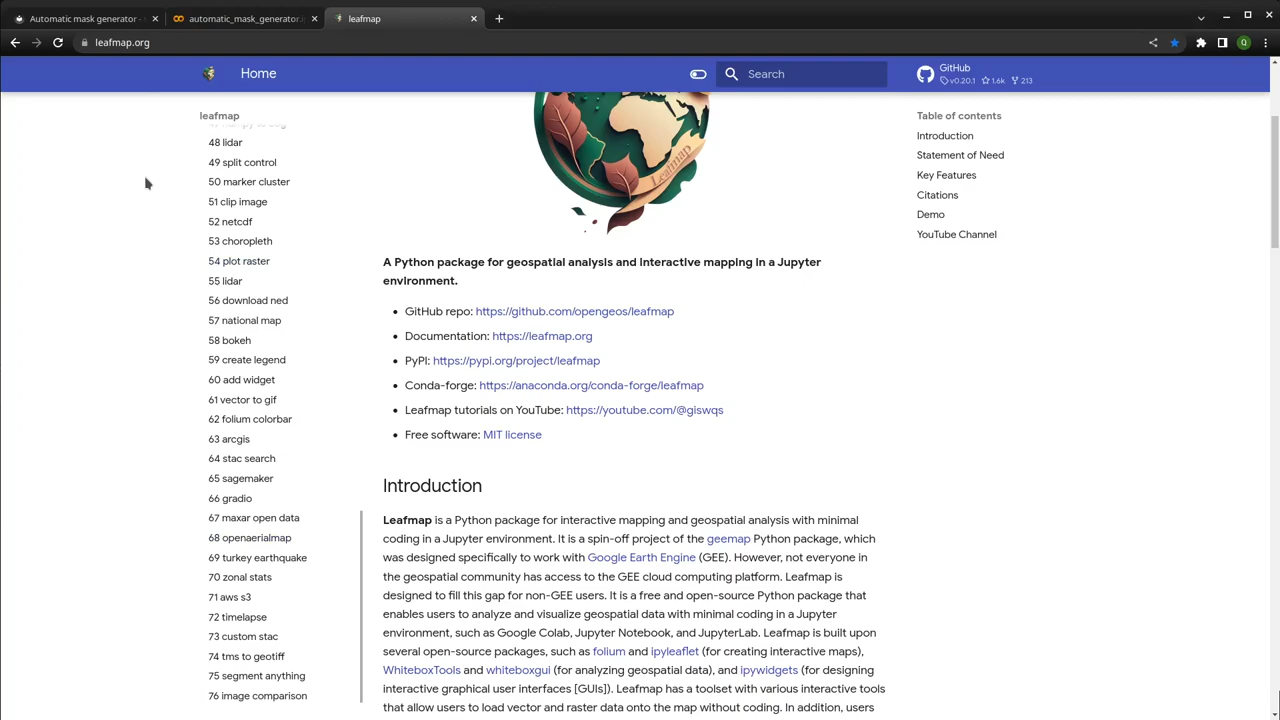 Automatic mask generator -
automatic_mask_generator.i
leafmap
leafmap.org
Q
Home
Search
GitHub
v0.20.1
1.6k
213
leafmap
48 lidar
49 split control
50 marker cluster
51 clip image
52 netcdf
53 choropleth
54 plot raster
55 lidar
56 download ned
57 national map
58 bokeh
59 create legend
60 add widget
61 vector to gif
62 folium colorbar
63 arcgis
64 stac search
65 sagemaker
66 gradio
67 maxar open data
68 openaerialmap
69 turkey earthquake
70 zonal stats
71 aws s3
72 timelapse
73 custom stac
74 tms to geotiff
75 segment anything
76 image comparison
Leafmap
A Python package for geospatial analysis and interactive mapping in a Jupyter
environment.
• GitHub repo: https://github.com/opengeos/leafmap
• Documentation: https://leafmap.org
• PyPI: https://pypi.org/project/leafmap
• Conda-forge: https://anaconda.org/conda-forge/leafmap
• Leafmap tutorials on YouTube: https://youtube.com/@giswqs
• Free software: MIT license
Introduction
Leafmap is a Python package for interactive mapping and geospatial analysis with minimal
coding in a Jupyter environment. It is a spin-off project of the geemap Python package, which
was designed specifically to work with Google Earth Engine (GEE). However, not everyone in
the geospatial community has access to the GEE cloud computing platform. Leafmap is
designed to fill this gap for non-GEE users. It is a free and open-source Python package that
enables users to analyze and visualize geospatial data with minimal coding in a Jupyter
environment, such as Google Colab, Jupyter Notebook, and JupyterLab. Leafmap is built upon
several open-source packages, such as folium and ipyleaflet (for creating interactive maps),
WhiteboxTools and whiteboxgui (for analyzing geospatial data), and ipywidgets (for designing
interactive graphical user interfaces [GUIs]). Leafmap has a toolset with various interactive tools
that allow users to load vector and raster data onto the map without coding. In addition, users
Table of contents
Introduction
Statement of Need
Key Features
Citations
Demo
YouTube Channel